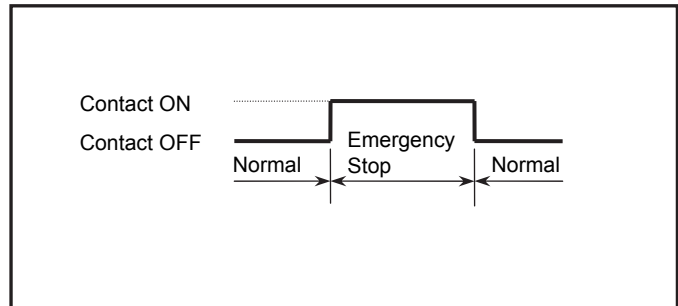 Contact ON
Contact OFF
Emergency
Normal Stop Normal